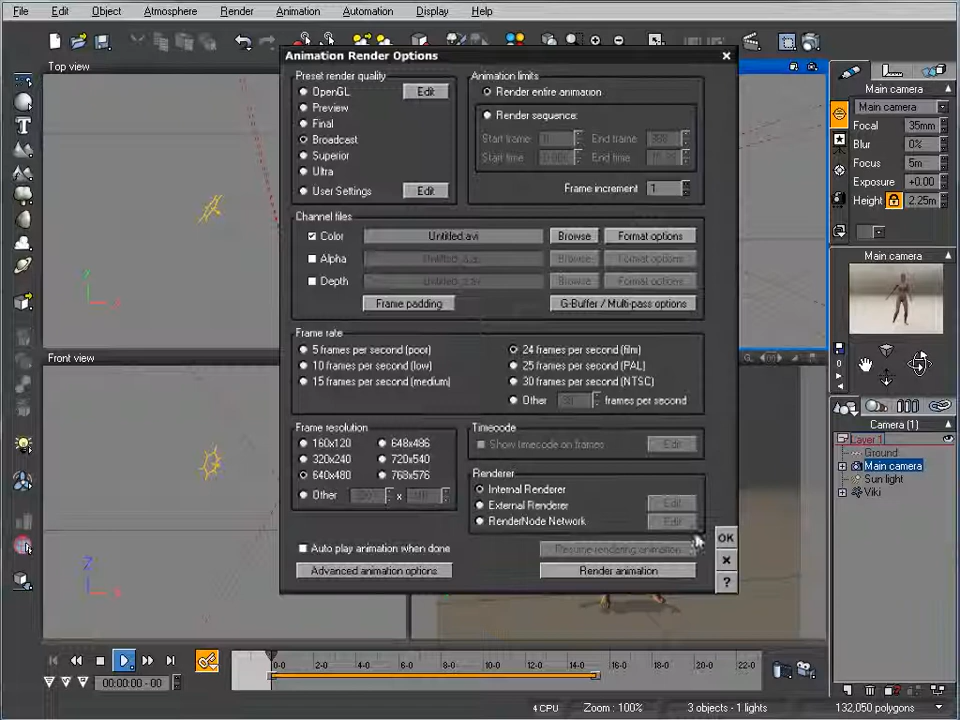 File Edit Object Atmosphere Render Animation Automation Display Help
Top view
Animation Render Options
Preset render quality
OpenGL
Edit
Preview
Final
Broadcast
Superior
Ultra
User Settings
Edit
Animation limits
Render entire animation
Render sequence:
Start frame 0 End frame
Start time End time
Frame increment 1
Channel files
Color Untitled.avi Browse Format options
Alpha Browse Format options
Depth Browse Format options
Frame padding G-Buffer / Multi-pass options
Frame rate
5 frames per second (poor) 24 frames per second (film)
10 frames per second (low) 25 frames per second (PAL)
15 frames per second (medium) 30 frames per second (NTSC)
Other frames per second
Frame resolution
160x120 648x486
320x240 720x540
640x480 768x576
Other x
Timecode
Show timecode on frames Edit
Renderer
Internal Renderer
External Renderer Edit
RenderNode Network Edit
Auto play animation when done
Resume rendering animation
Advanced animation options Render animation
OK
?
Front view
Main camera
Main camera
Focal 35mm
Blur 0%
Focus 5m
Exposure +0.00
Height 2.25m
Main camera
0
Camera (1)
Layer 1
Ground
Main camera
Sun light
Viki
Y
Z
00:00:00 - 00
0-0 2-0 4-0 6-0 8-0 10-0 12-0 14-0 16-0 18-0 20-0 22-0
4 CPU Zoom : 100% 3 objects - 1 lights 132,050 polygons